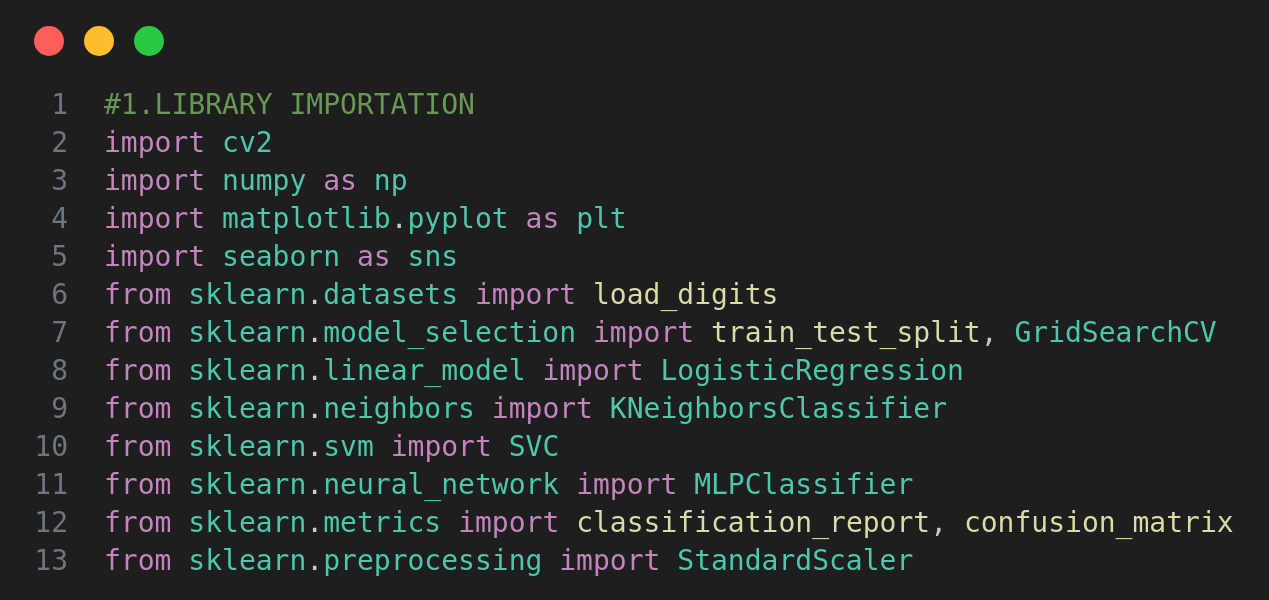 1 #1.LIBRARY IMPORTATION
2 import cv2
3 import numpy as np
4 import matplotlib.pyplot as plt
5 import seaborn as sns
6 from sklearn.datasets import load_digits
7 from sklearn.model_selection import train_test_split, GridSearchCV
8 from sklearn.linear_model import LogisticRegression
9 from sklearn.neighbors import KNeighborsClassifier
10 from sklearn.svm import SVC
11 from sklearn.neural_network import MLPClassifier
12 from sklearn.metrics import classification_report, confusion_matrix
13 from sklearn.preprocessing import StandardScaler